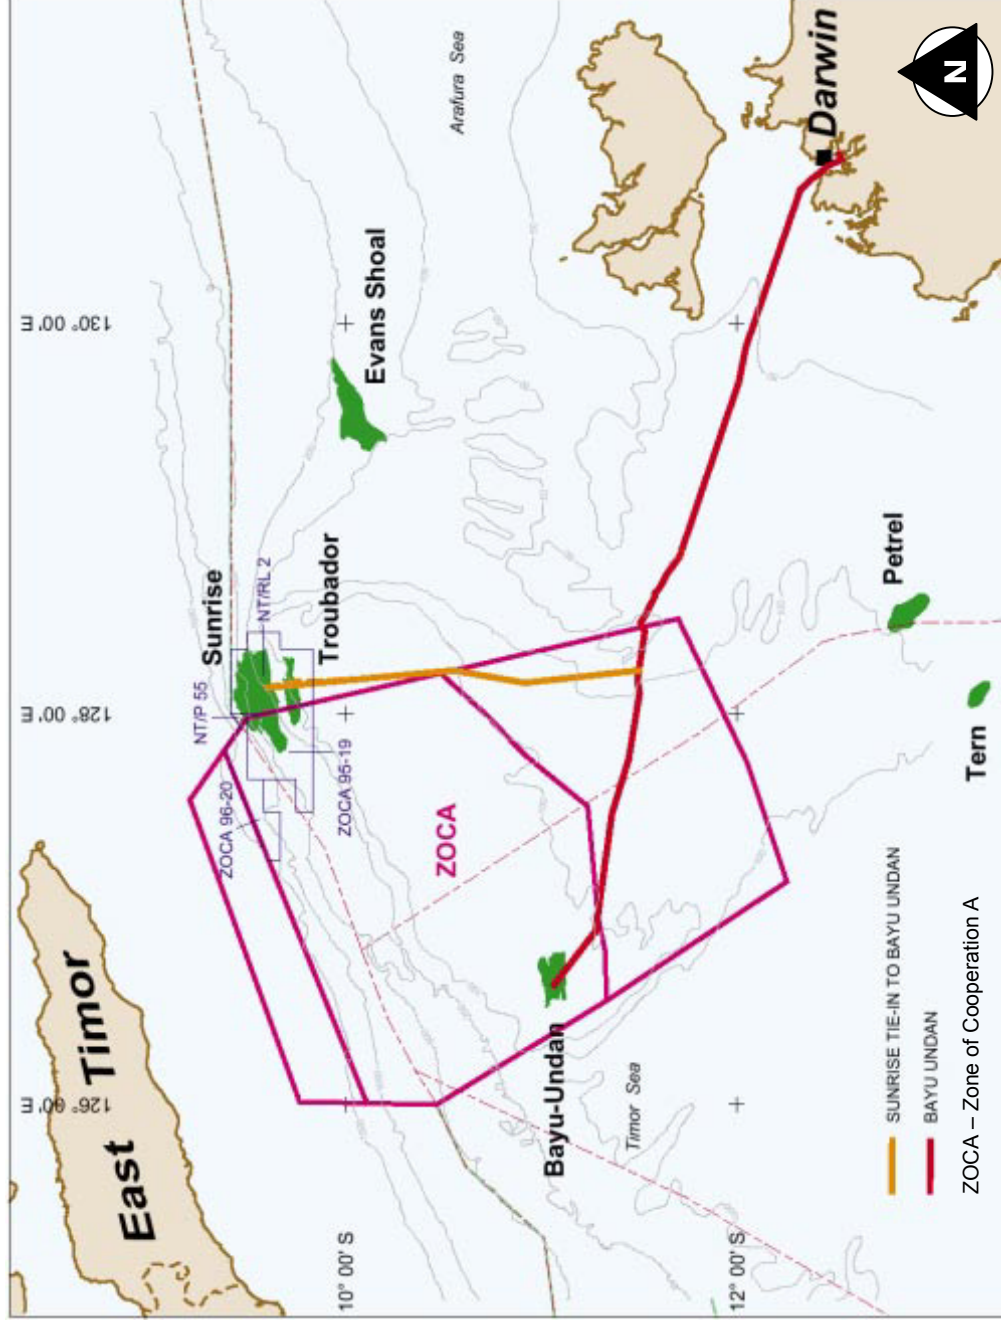 East Timor
126° 00' E
128° 00' E
130° 00' E
10° 00' S
12° 00' S
Arafura Sea
Evans Shoal
Sunrise
NT/RL 2
Troubador
NT/P 55
ZOCA 96-20
ZOCA 95-19
ZOCA
Bayu-Undan
Timor Sea
Darwin
Petrel
Tern
SUNRISE TIE-IN TO BAYU UNDAN
BAYU UNDAN
ZOCA – Zone of Cooperation A
N